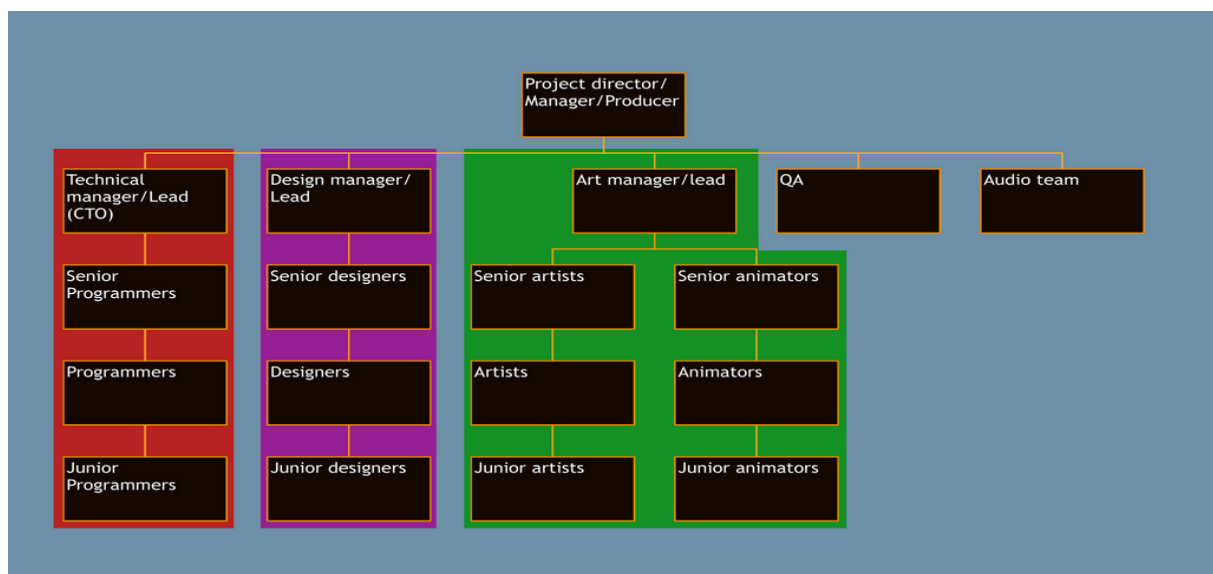 Project director/
Manager/Producer
Technical
manager/Lead
(CTO)
Design manager/
Lead
Art manager/lead
QA
Audio team
Senior
Programmers
Senior designers
Senior artists
Senior animators
Programmers
Designers
Artists
Animators
Junior
Programmers
Junior designers
Junior artists
Junior animators